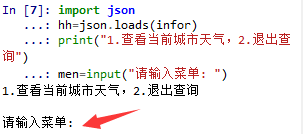 In [7]: import json
...: hh=json.loads(infor)
...: print("1.查看当前城市天气，2.退出查
询")
...: men=input("请输入菜单: ")
1.查看当前城市天气，2.退出查询
请输入菜单: